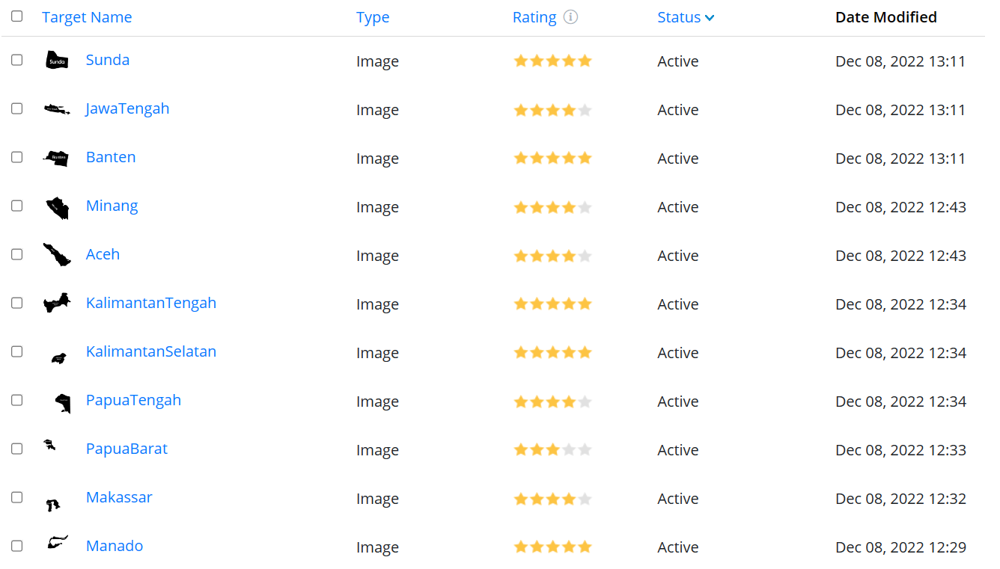 Target Name Type Rating Status Date Modified
Sunda Sunda Image Active Dec 08, 2022 13:11
JawaTengah Image Active Dec 08, 2022 13:11
Banten Banten Image Active Dec 08, 2022 13:11
Minang Image Active Dec 08, 2022 12:43
Aceh Image Active Dec 08, 2022 12:43
KalimantanTengah Image Active Dec 08, 2022 12:34
KalimantanSelatan Image Active Dec 08, 2022 12:34
PapuaTengah Image Active Dec 08, 2022 12:34
PapuaBarat Image Active Dec 08, 2022 12:33
Makassar Image Active Dec 08, 2022 12:32
Manado Image Active Dec 08, 2022 12:29